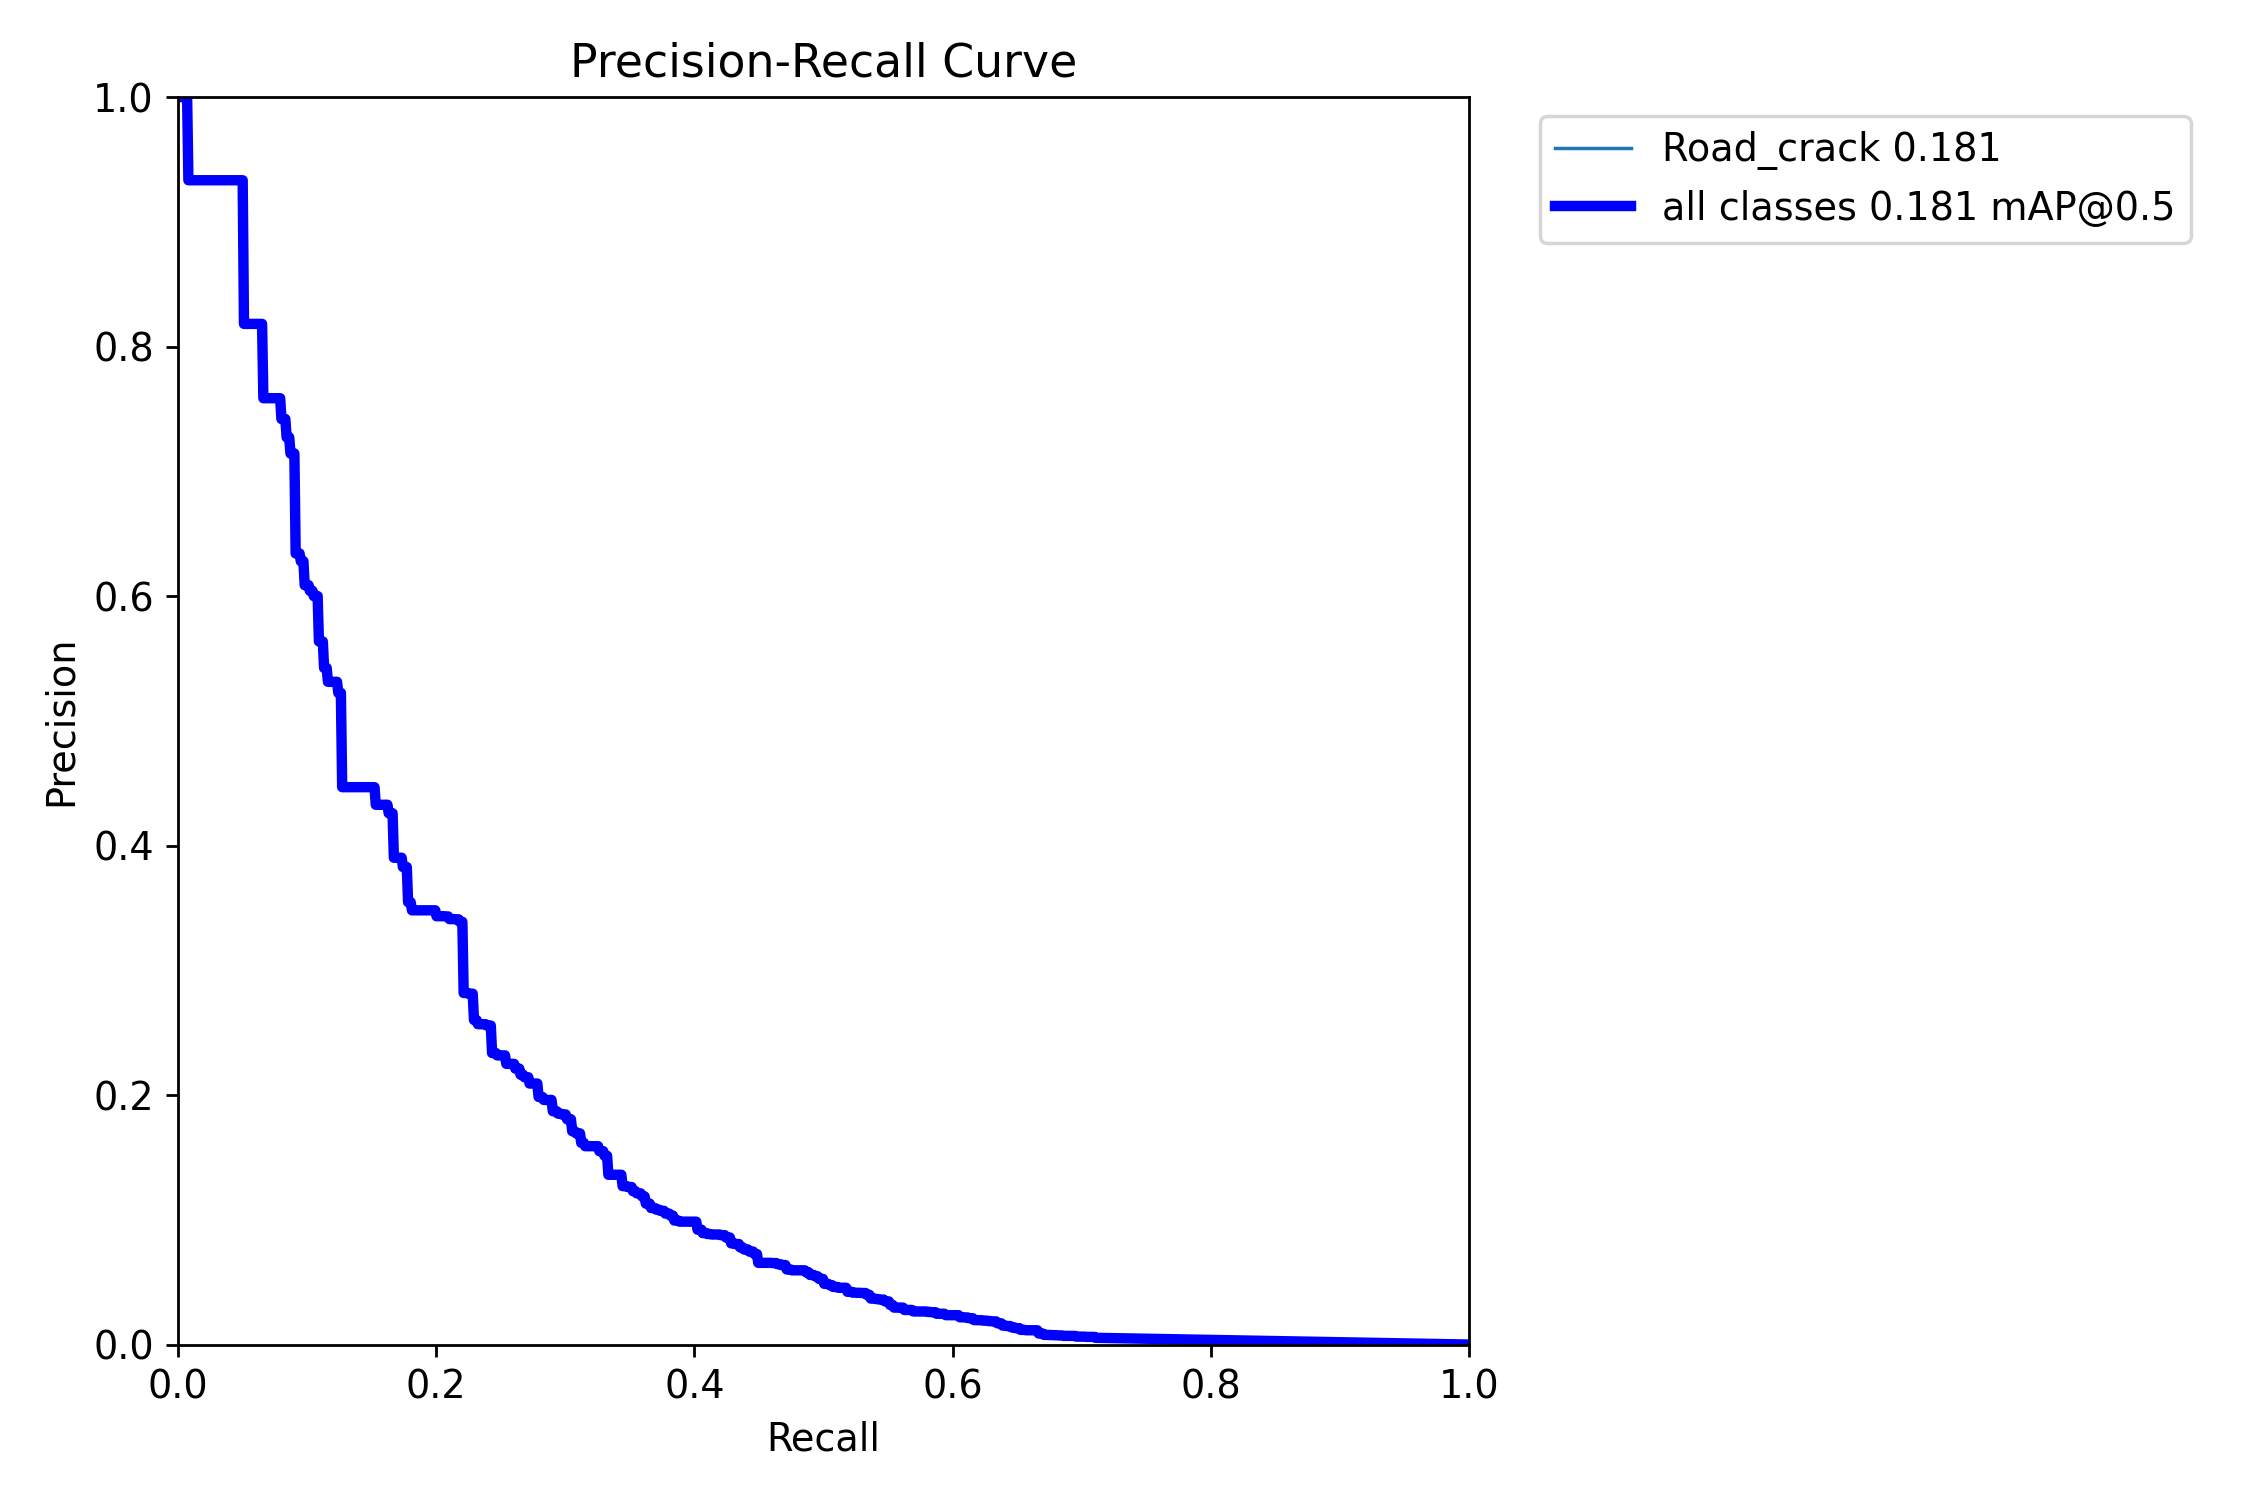 Precision-Recall Curve
1.0
0.8
0.6
0.4
0.2
0.0
Precision
0.0 0.2 0.4 0.6 0.8 1.0
Recall
Road_crack 0.181
all classes 0.181 mAP@0.5